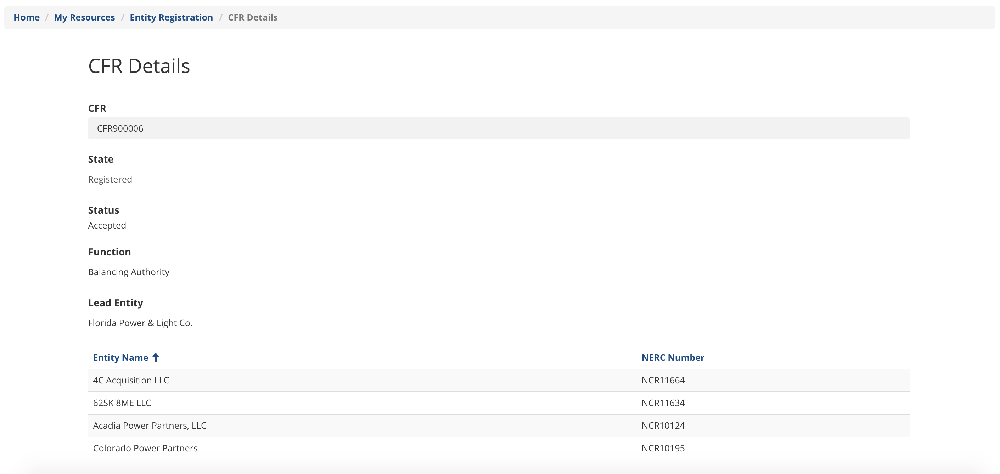 Home / My Resources / Entity Registration / CFR Details
CFR Details
CFR
CFR900006
State
Registered
Status
Accepted
Function
Balancing Authority
Lead Entity
Florida Power & Light Co.
Entity Name NERC Number
4C Acquisition LLC NCR11664
62SK 8ME LLC NCR11634
Acadia Power Partners, LLC NCR10124
Colorado Power Partners NCR10195